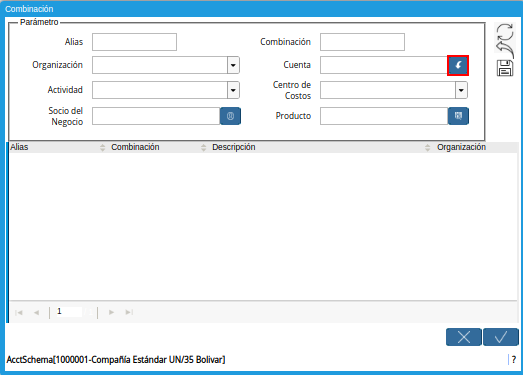 Combinación
Parámetro
Alias
Combinación
Organización
Cuenta
Actividad
Centro de
Costos
Socio del
Negocio
Producto
Alias Combinación Descripción Organización
1
AcctSchema[1000001-Compañía Estándar UN/35 Bolivar] ?